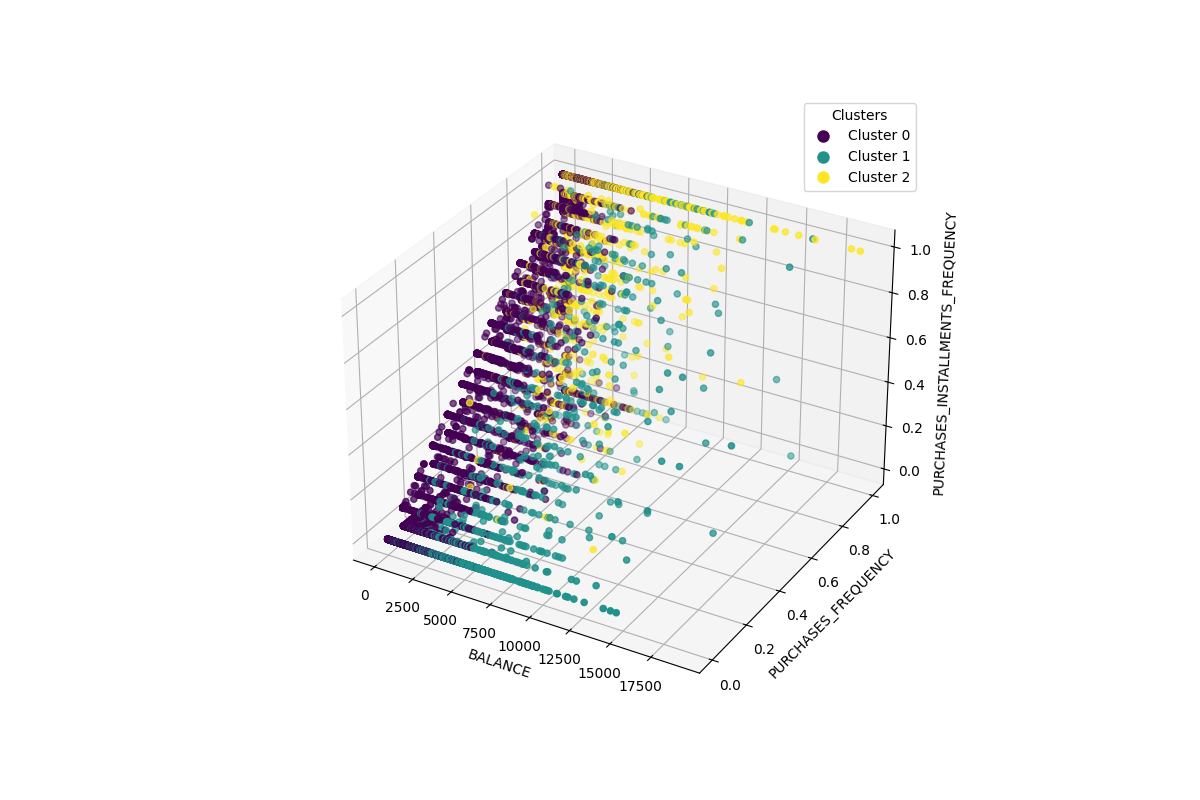 Clusters
Cluster 0
Cluster 1
Cluster 2
1.0
0.8
0.6
0.4
0.2
0.0
PURCHASES_INSTALLMENTS_FREQUENCY
1.0
0.8
0.6
0.4
0.2
0.0
PURCHASES_FREQUENCY
0
2500
5000
7500
10000
12500
15000
17500
BALANCE